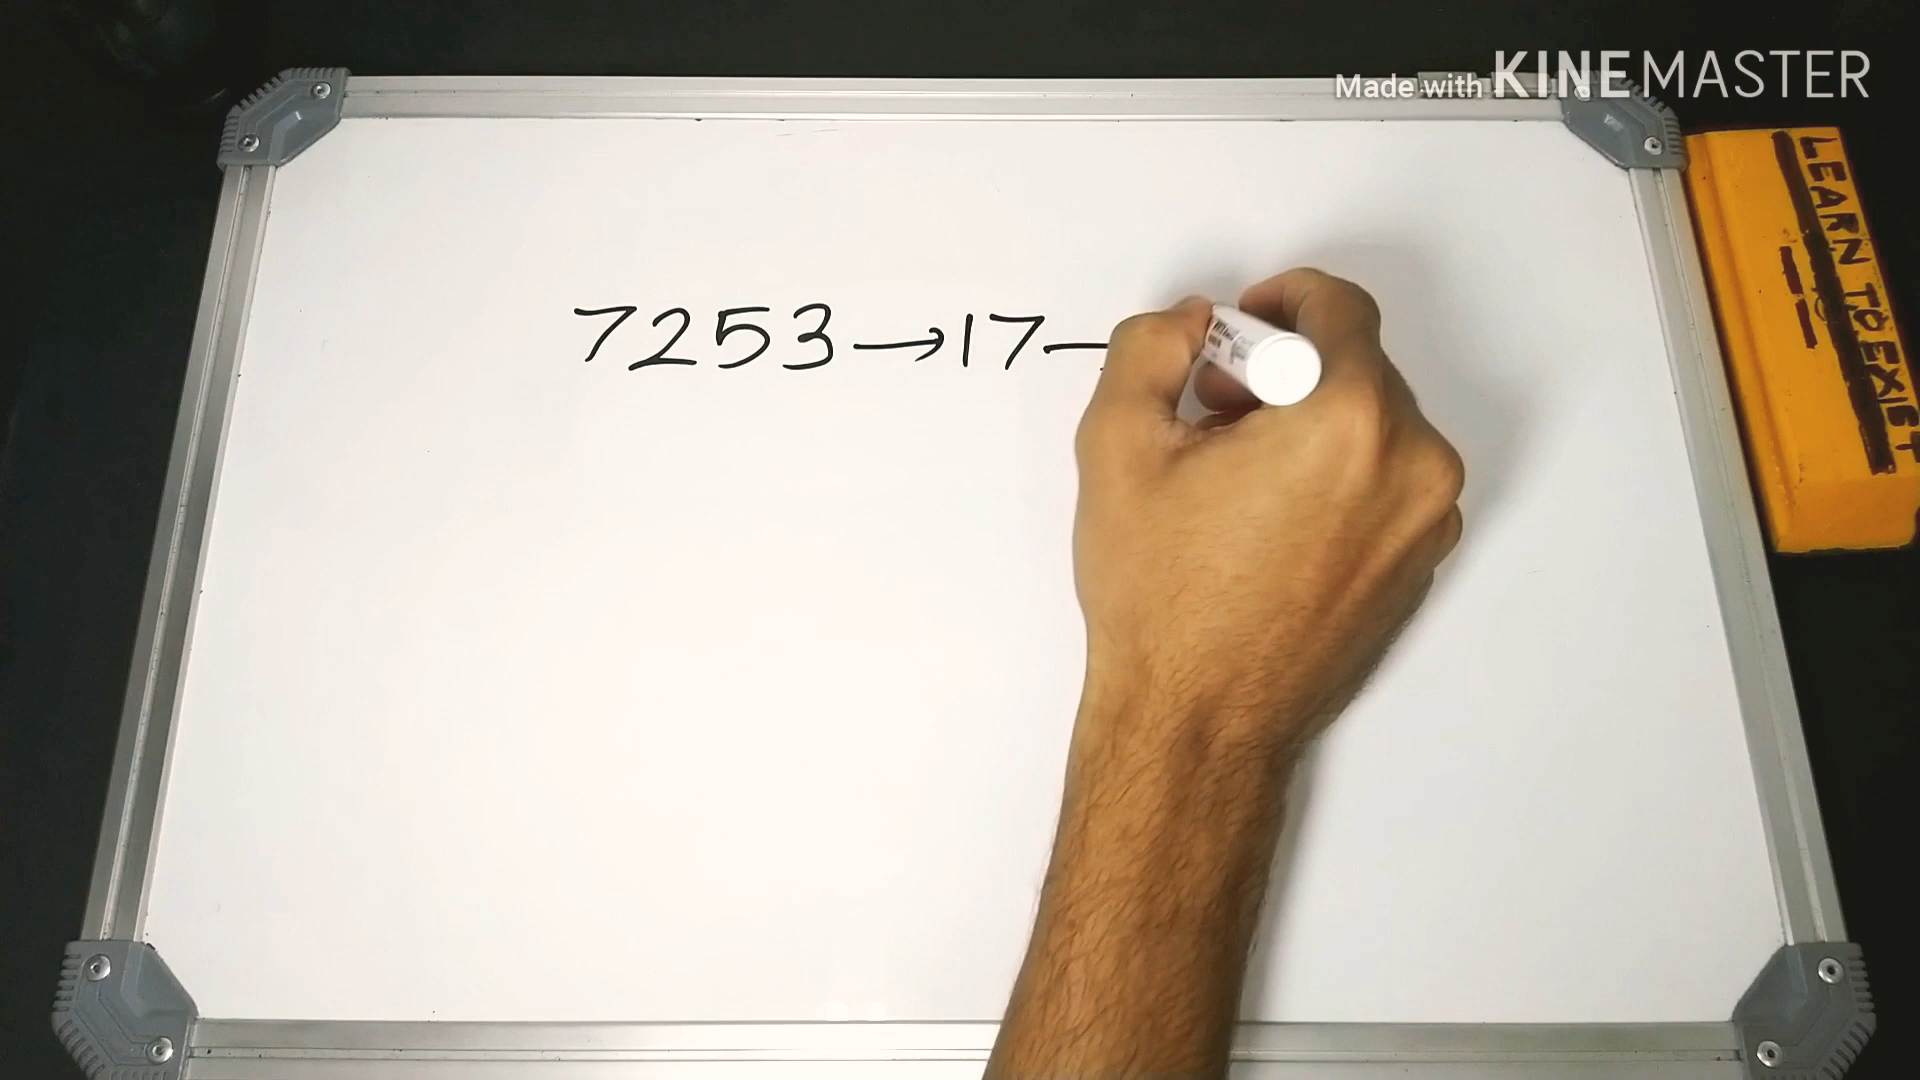 Made with KINEMASTER
LEARN TO EXIST
7253 → 17 —